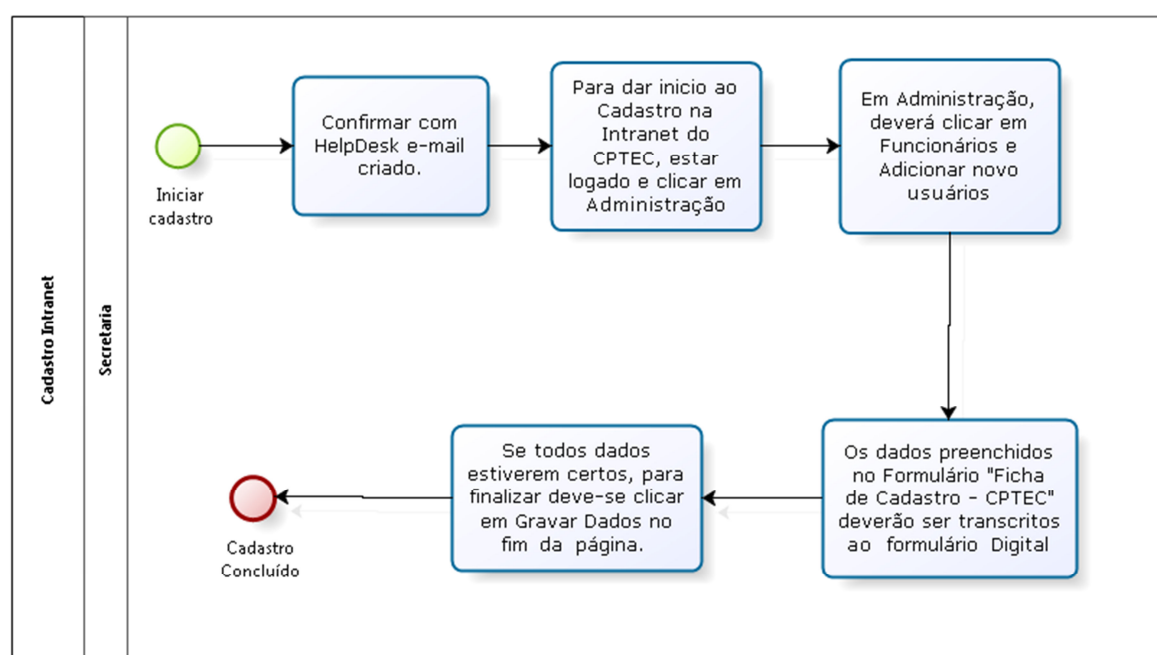 Cadastro Intranet
Secretaria
Iniciar
cadastro
Confirmar com
HelpDesk e-mail
criado.
Para dar inicio ao
Cadastro na
Intranet do
CPTEC, estar
logado e clicar em
Administração
Em Administração,
deverá clicar em
Funcionários e
Adicionar novo
usuários
Os dados preenchidos
no Formulário "Ficha
de Cadastro - CPTEC"
deverão ser transcritos
ao formulário Digital
Se todos dados
estiverem certos, para
finalizar deve-se clicar
em Gravar Dados no
fim da página.
Cadastro
Concluído